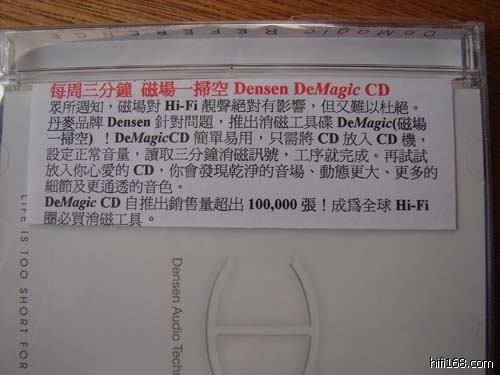 DeMagic REFERENCE
每周三分鐘 磁場一掃空 Densen DeMagic CD
眾所週知，磁場對 Hi-Fi 靚聲絕對有影響，但又難以杜絕。
丹麥品牌 Densen 針對問題，推出消磁工具碟 DeMagic(磁場
一掃空) ！DeMagicCD 簡單易用，只需將 CD 放入 CD 機，
設定正常音量，讀取三分鐘消磁訊號，工序就完成。再試試
放入你心愛的 CD，你會發現乾淨的音場、動態更大、更多的
細節及更通透的音色。
DeMagic CD 自推出銷售量超出 100,000 張！成為全球 Hi-Fi
圈必買消磁工具。
LIFE IS TOO SHORT FOR
Densen Audio Techn
hifi168.com